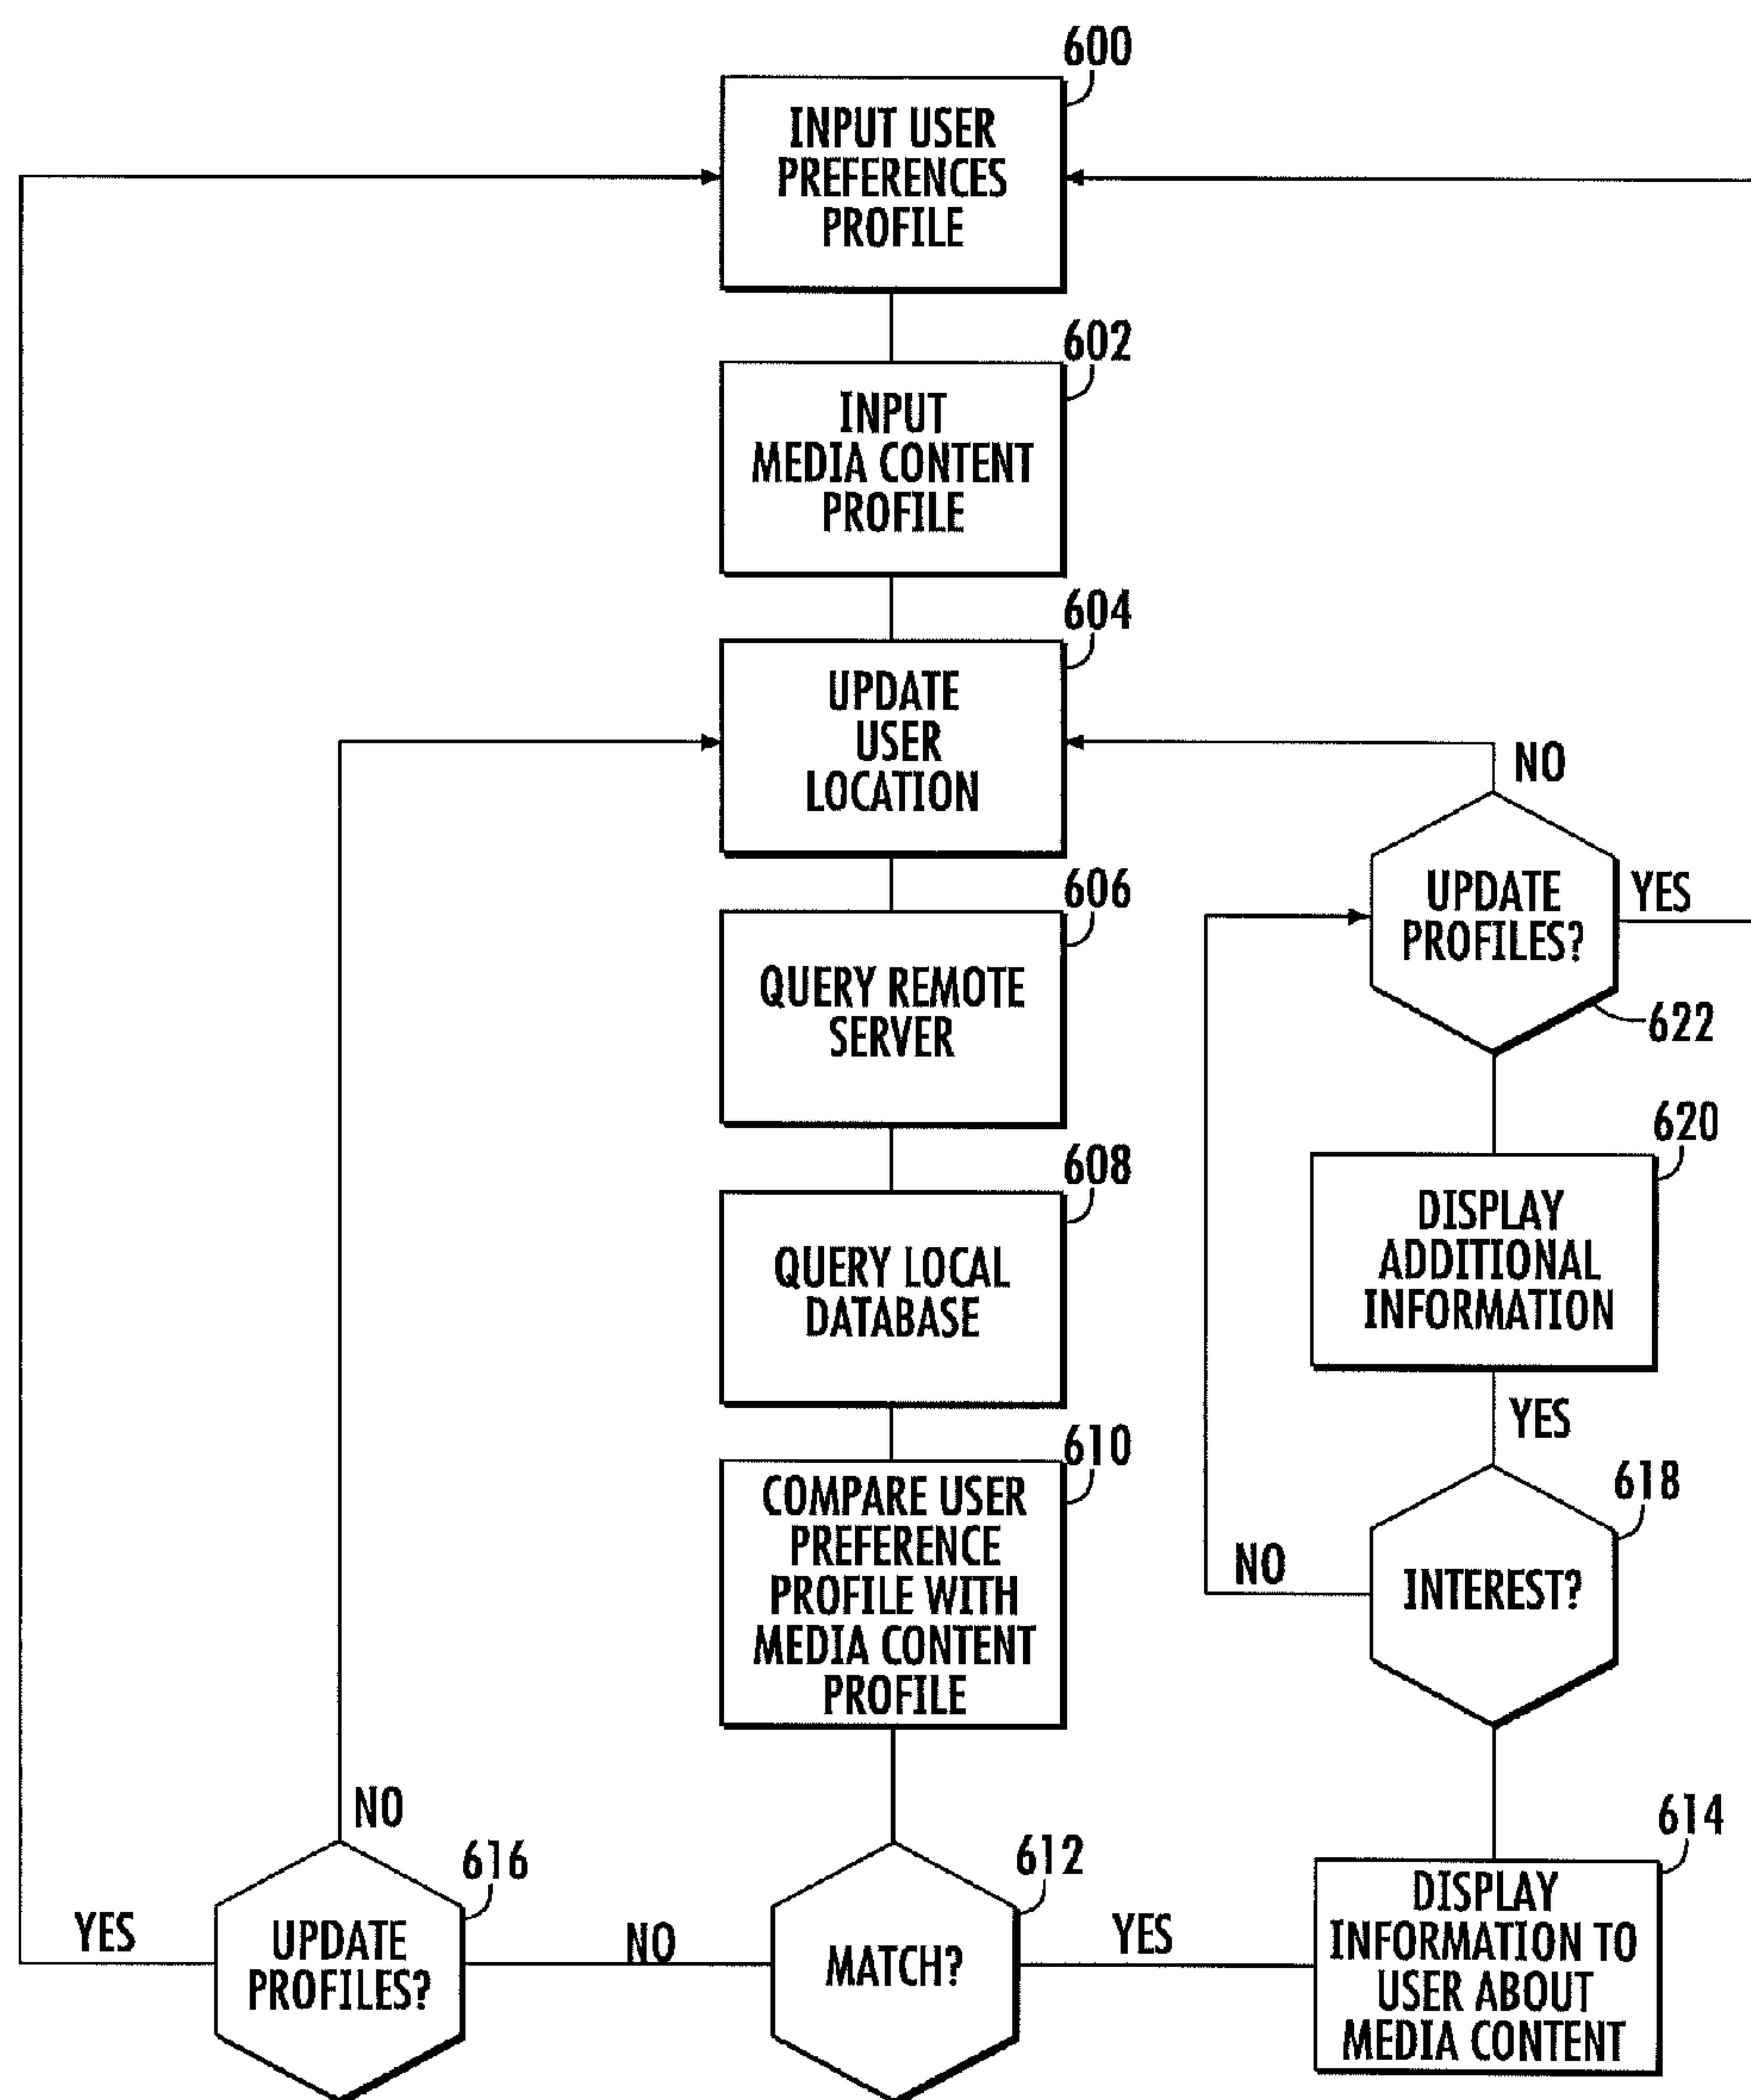 600
INPUT USER
PREFERENCES
PROFILE
602
INPUT
MEDIA CONTENT
PROFILE
604
UPDATE
USER
LOCATION
NO
606
UPDATE
PROFILES?
YES
622
QUERY REMOTE
SERVER
608
620
DISPLAY
ADDITIONAL
INFORMATION
QUERY LOCAL
DATABASE
YES
610
COMPARE USER
PREFERENCE
PROFILE WITH
MEDIA CONTENT
PROFILE
618
INTEREST?
NO
NO
616
UPDATE
PROFILES?
YES
NO
612
MATCH?
YES
614
DISPLAY
INFORMATION TO
USER ABOUT
MEDIA CONTENT